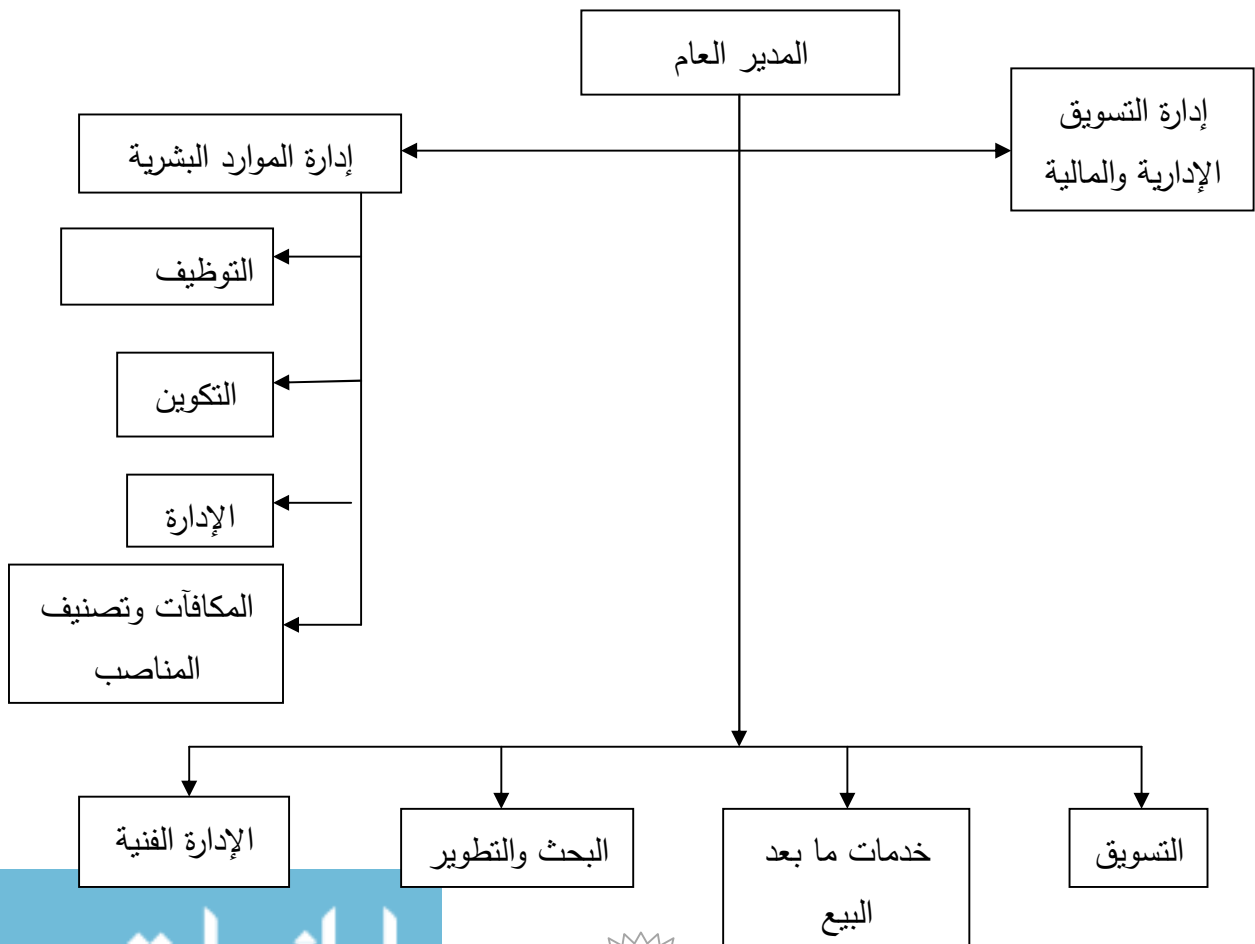 المدير العام
إدارة التسويق
الإدارية والمالية
إدارة الموارد البشرية
التوظيف
التكوين
الإدارة
المكافآت وتصنيف
المناصب
التسويق
خدمات ما بعد
البيع
البحث والتطوير
الإدارة الفنية